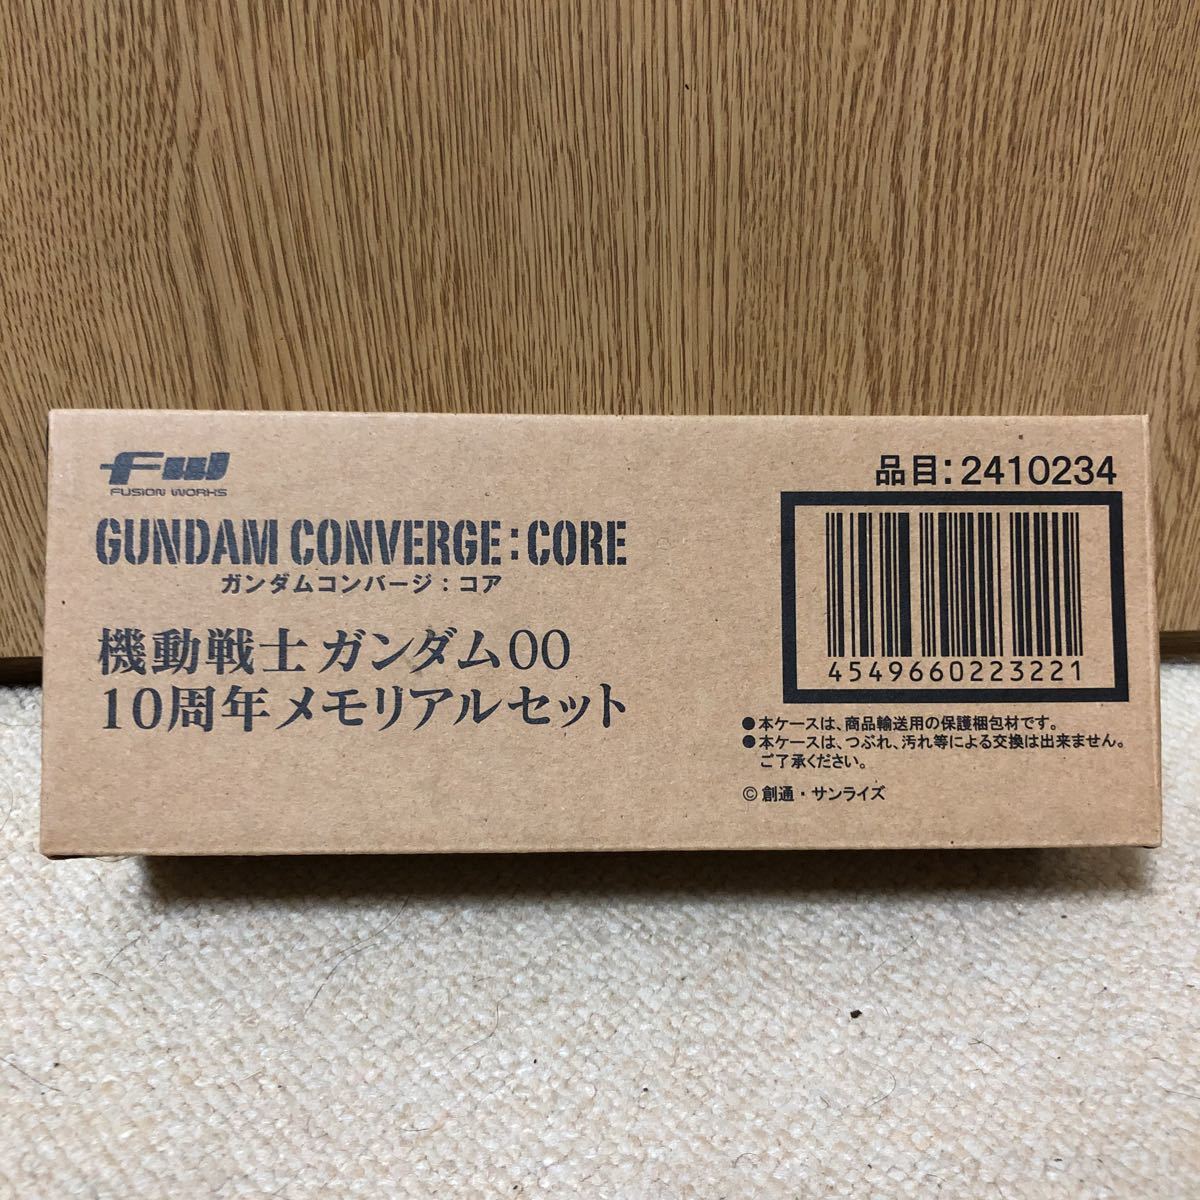 FW
FUSION WORKS
GUNDAM CONVERGE:CORE
ガンダムコンバージ：コア
機動戦士 ガンダム00
10周年メモリアルセット
品目：2410234
4549660223221
●本ケースは、商品輸送用の保護梱包材です。
●本ケースは、つぶれ、汚れ等による交換は出来ません。
ご了承ください。
©創通・サンライズ